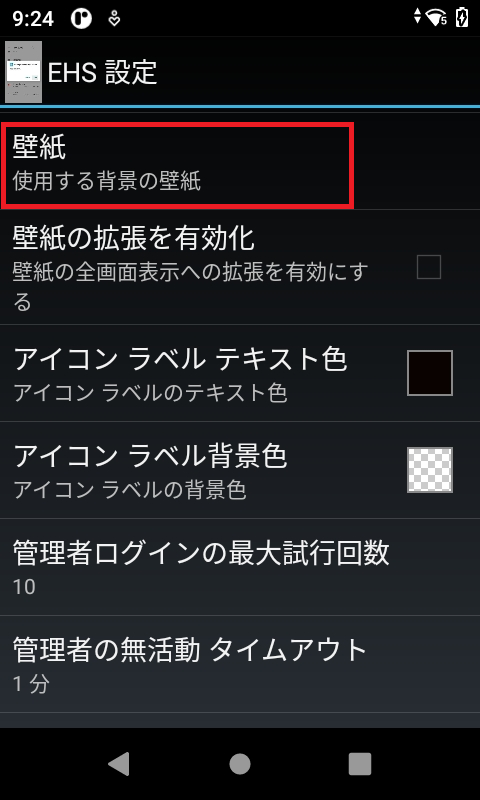 9:24
EHS 設定
壁紙
使用する背景の壁紙
壁紙の拡張を有効化
壁紙の全画面表示への拡張を有効にす
る
アイコン ラベル テキスト色
アイコン ラベルのテキスト色
アイコン ラベル背景色
アイコン ラベルの背景色
管理者ログインの最大試行回数
10
管理者の無活動 タイムアウト
1 分